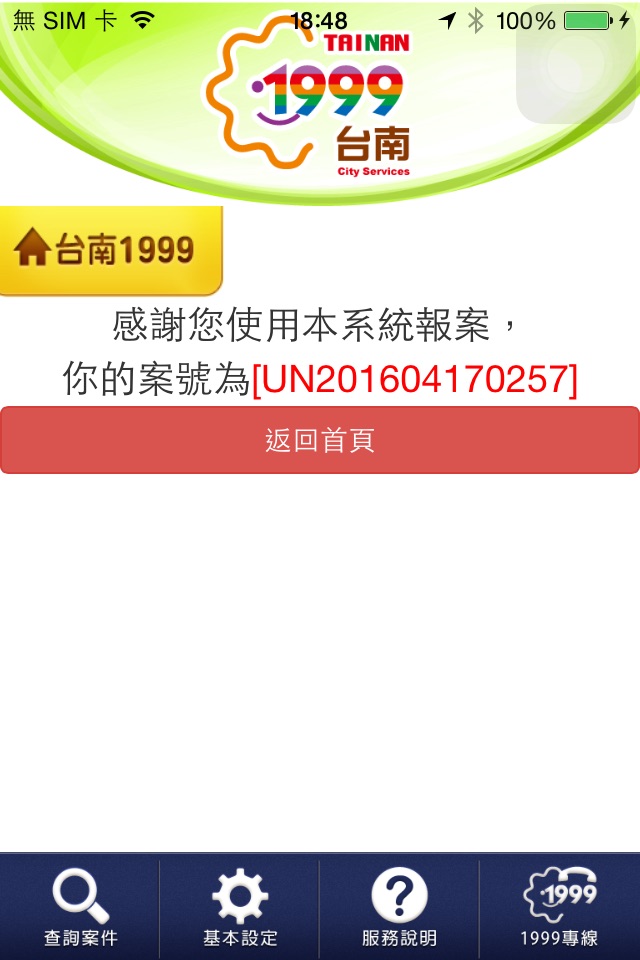 無 SIM 卡 18:48 100%
TAINAN
1999
台南
City Services
台南1999
感謝您使用本系統報案，
你的案號為[UN201604170257]
返回首頁
查詢案件 基本設定 服務說明 1999 1999專線